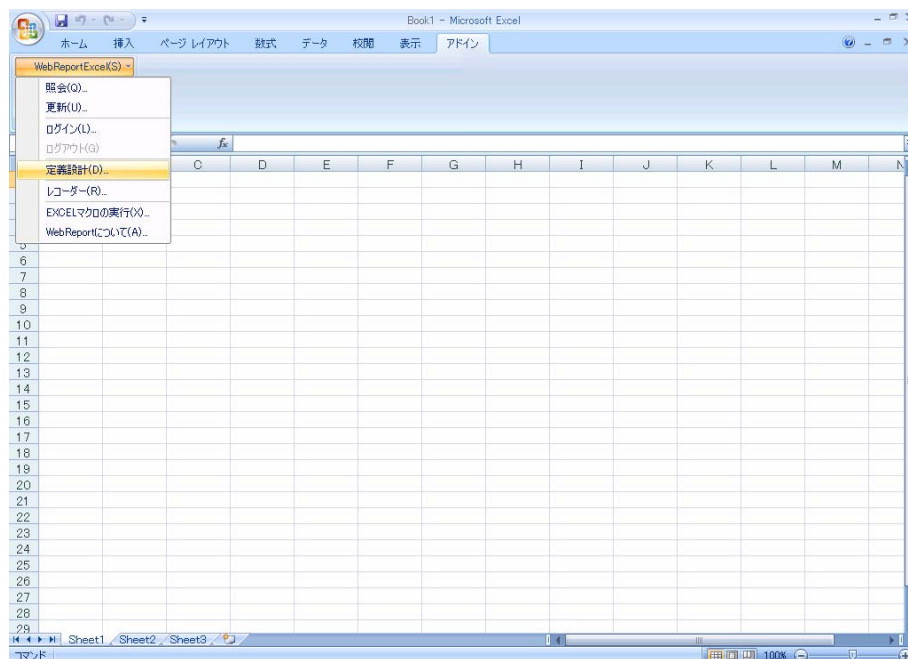 Book1 - Microsoft Excel
ホーム 挿入 ページ レイアウト 数式 データ 校閲 表示 アドイン
WebReportExcel(S)
照会(Q)...
更新(U)...
ログイン(L)...
ログアウト(G)
定義設計(D)...
レコーダー(R)...
EXCELマクロの実行(X)...
WebReportについて(A)...
fx
C D E F G H I J K L M N
5
6
7
8
9
10
11
12
13
14
15
16
17
18
19
20
21
22
23
24
25
26
27
28
29
Sheet1 Sheet2 Sheet3
コマンド 100%